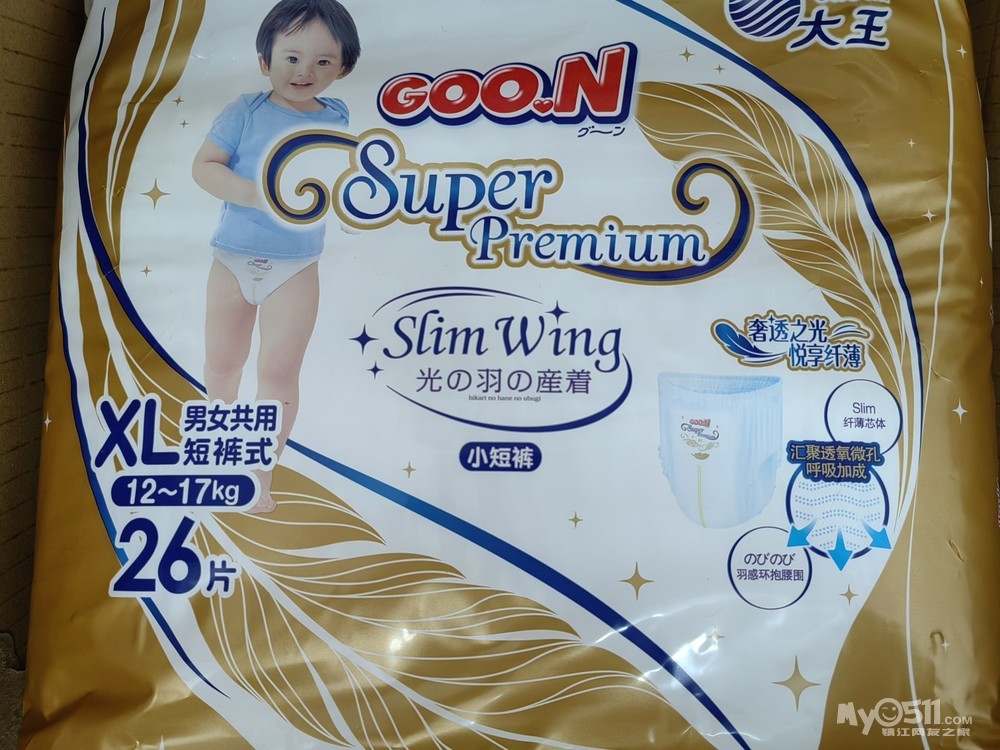 大王
GOO.N
グ〜ン
Super
Premium
Slim Wing
光の羽の産着
hikari no hane no ubugi
小短裤
奢透之光
悦享纤薄
GOO.N
Super
Premium
Slim
纤薄芯体
汇聚透氧微孔
呼吸加成
のびのび
羽感环抱腰围
XL 男女共用
短裤式
12~17kg
26片
My0511.COM
镇江网友之家